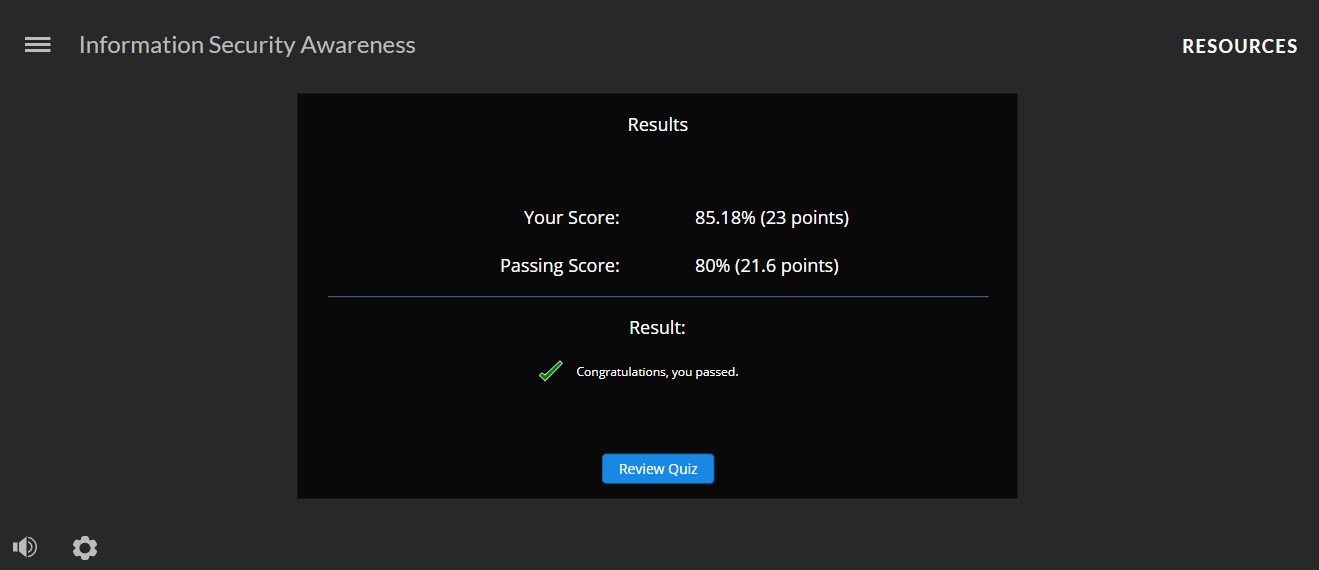 Information Security Awareness
RESOURCES
Results
Your Score: 85.18% (23 points)
Passing Score: 80% (21.6 points)
Result:
Congratulations, you passed.
Review Quiz